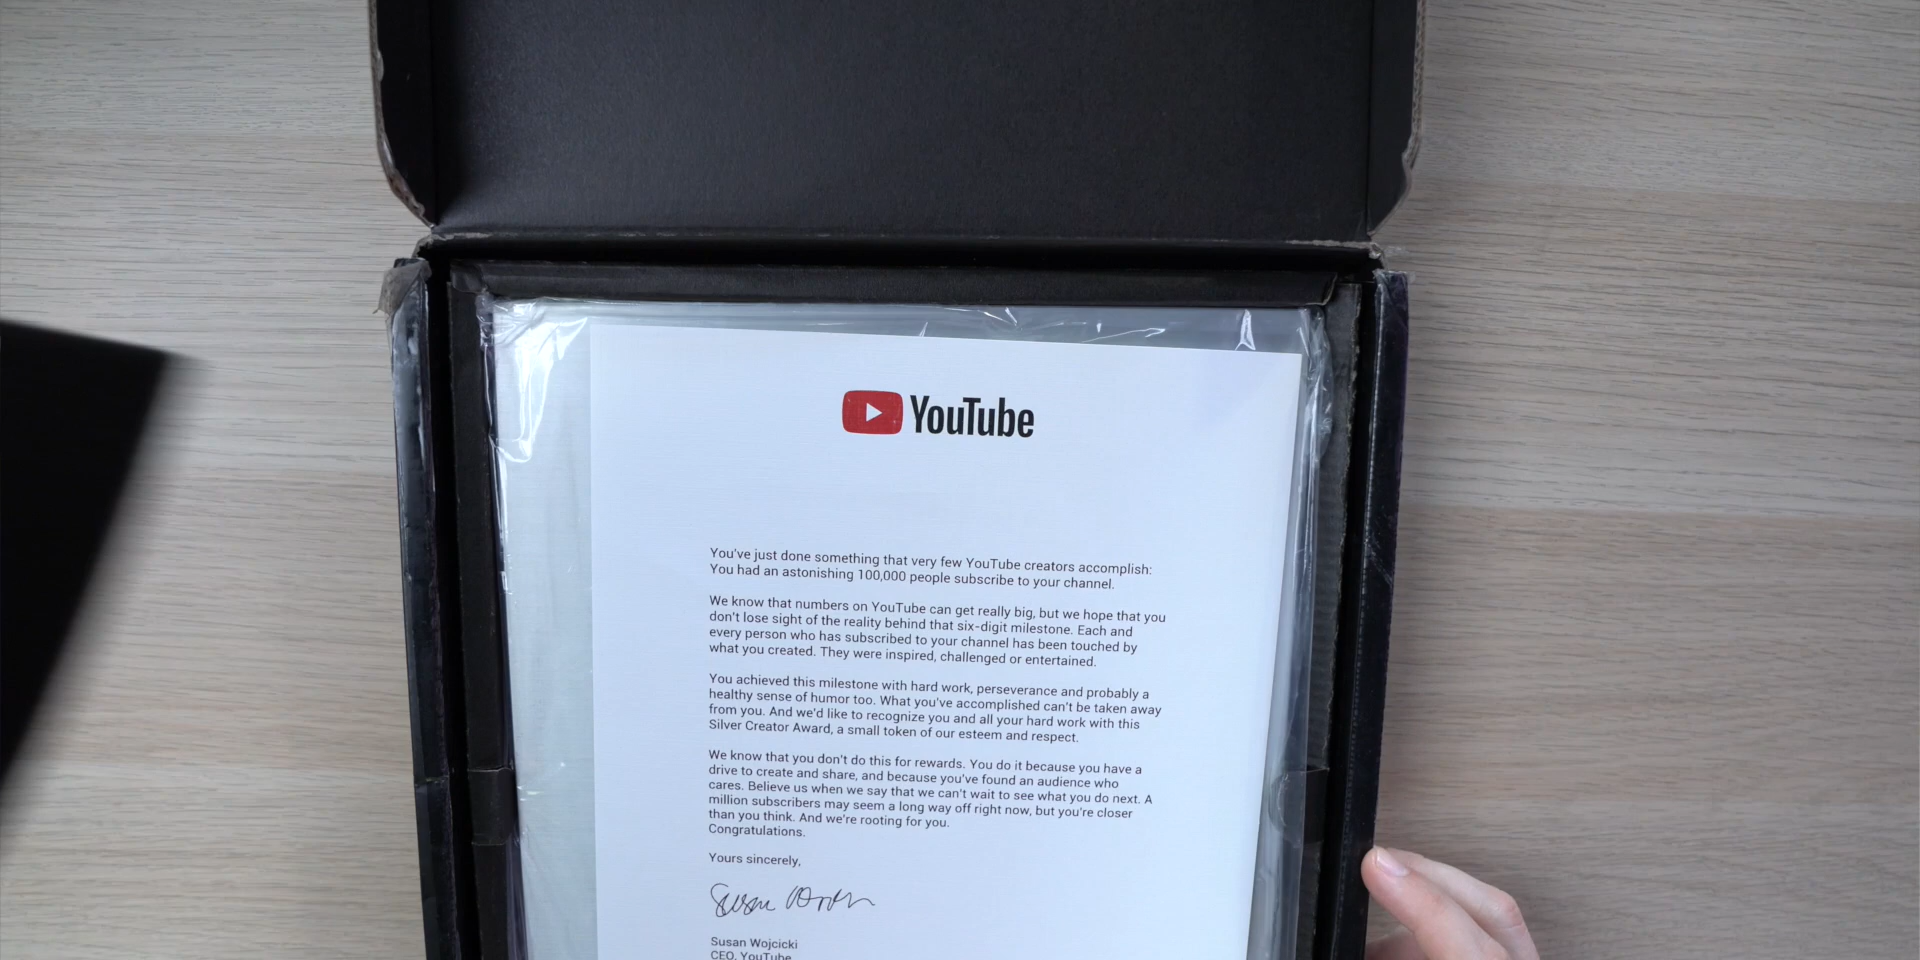 YouTube
You've just done something that very few YouTube creators accomplish:
You had an astonishing 100,000 people subscribe to your channel.
We know that numbers on YouTube can get really big, but we hope that you
don't lose sight of the reality behind that six-digit milestone. Each and
every person who has subscribed to your channel has been touched by
what you created. They were inspired, challenged or entertained.
You achieved this milestone with hard work, perseverance and probably a
healthy sense of humor too. What you've accomplished can't be taken away
from you. And we'd like to recognize you and all your hard work with this
Silver Creator Award, a small token of our esteem and respect.
We know that you don't do this for rewards. You do it because you have a
drive to create and share, and because you've found an audience who
cares. Believe us when we say that we can't wait to see what you do next. A
million subscribers may seem a long way off right now, but you're closer
than you think. And we're rooting for you.
Congratulations.
Yours sincerely,
Susan Wojcicki
CEO, YouTube